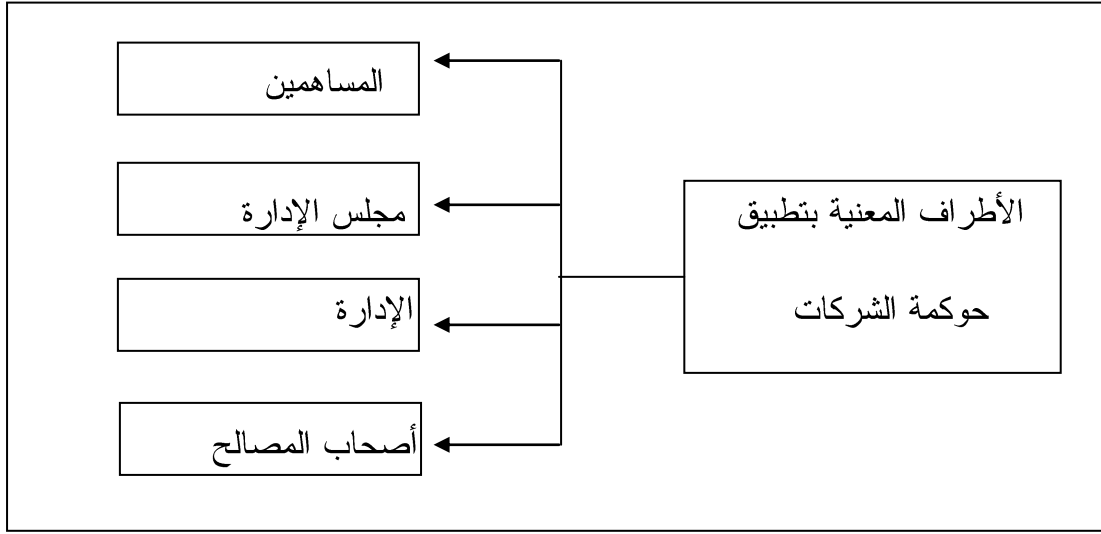 الأطراف المعنية بتطبيق
حوكمة الشركات
المساهمين
مجلس الإدارة
الإدارة
أصحاب المصالح